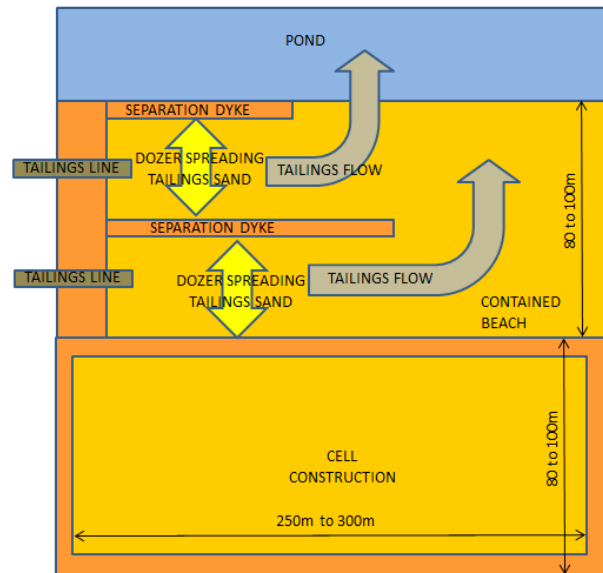 POND
SEPARATION DYKE
DOZER SPREADING
TAILINGS SAND
TAILINGS LINE
TAILINGS FLOW
80 to 100m
SEPARATION DYKE
TAILINGS LINE
DOZER SPREADING
TAILINGS SAND
TAILINGS FLOW
CONTAINED
BEACH
CELL
CONSTRUCTION
80 to 100m
250m to 300m